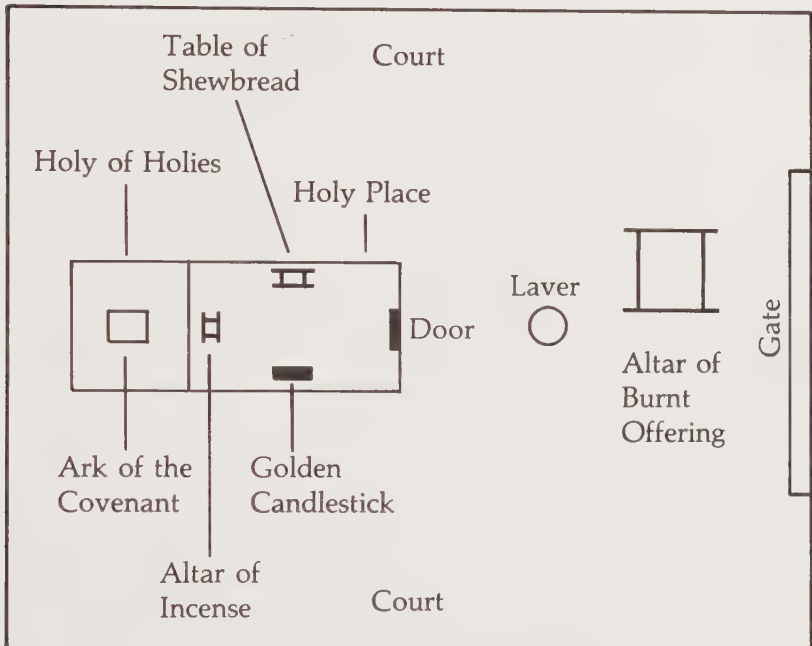 Table of
Shewbread
Court
Holy of Holies
Holy Place
Laver
Door
Gate
Altar of
Burnt
Offering
Ark of the
Covenant
Golden
Candlestick
Altar of
Incense
Court